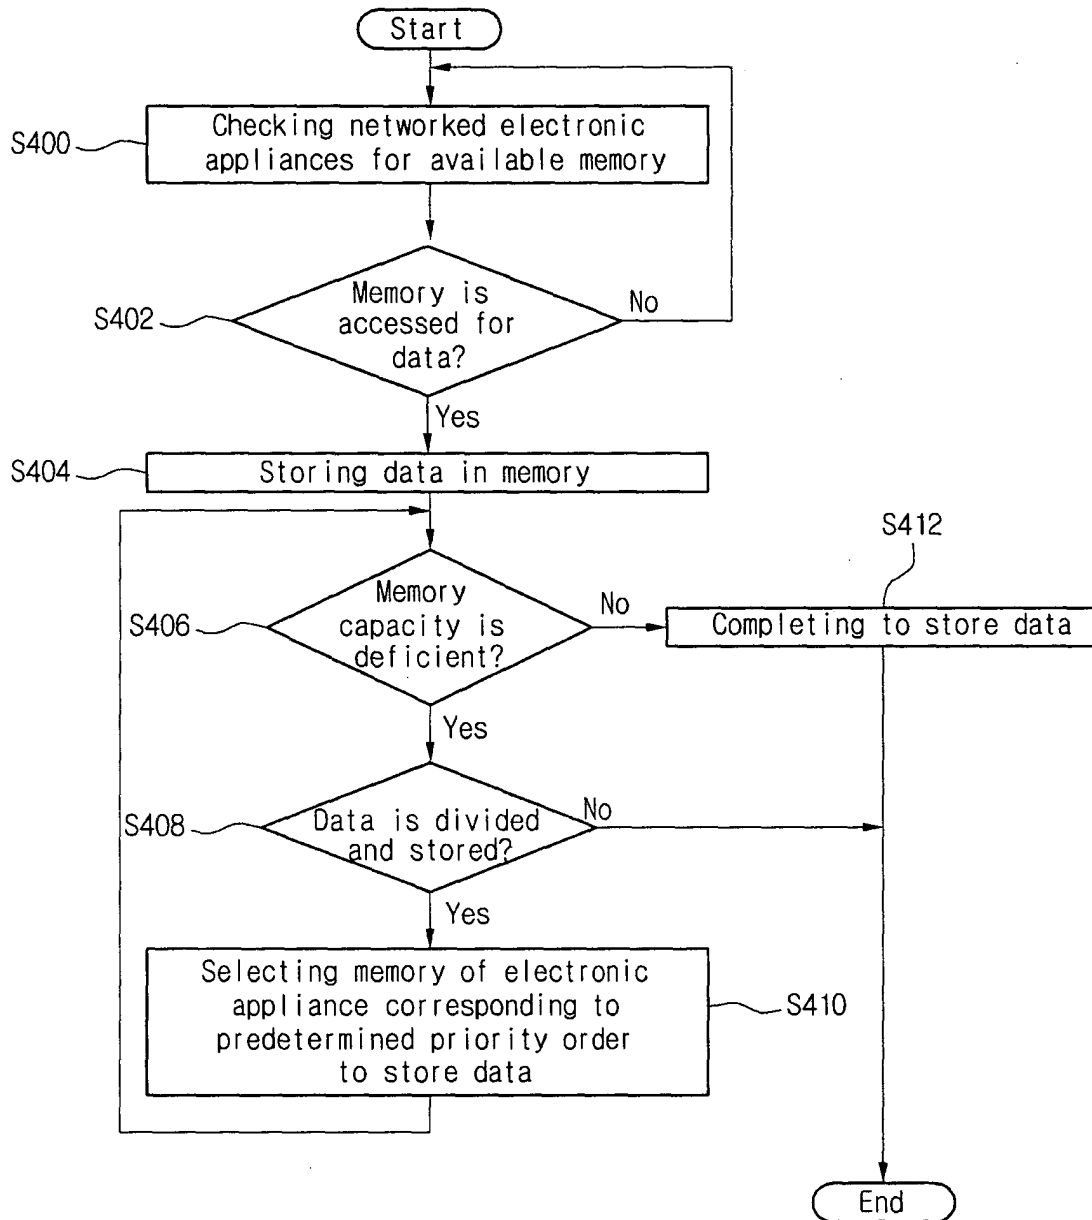 Start
S400
Checking networked electronic
appliances for available memory
S402
Memory is
accessed for
data?
No
Yes
S404
Storing data in memory
S406
Memory
capacity is
deficient?
No
S412
Completing to store data
Yes
S408
Data is divided
and stored?
No
Yes
Selecting memory of electronic
appliance corresponding to
predetermined priority order
to store data
S410
End